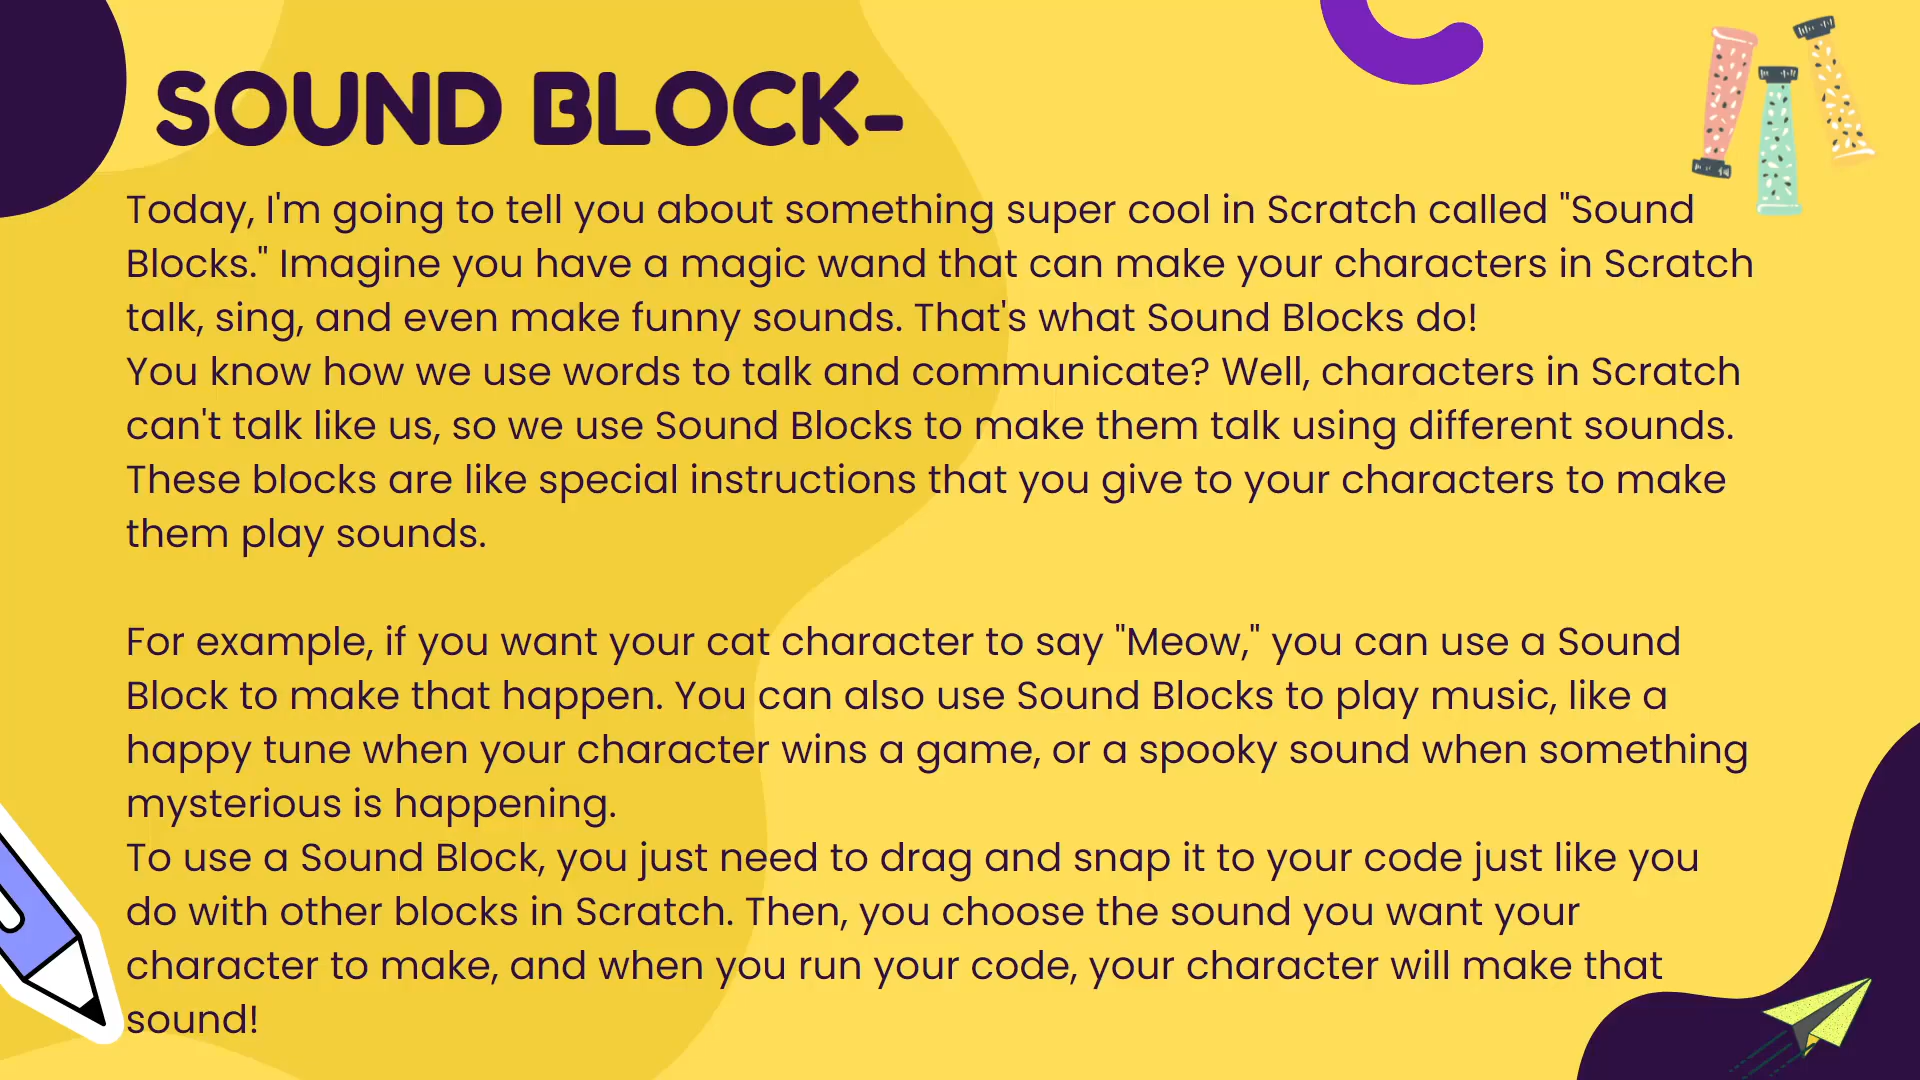 SOUND BLOCK-
Today, I'm going to tell you about something super cool in Scratch called "Sound
Blocks." Imagine you have a magic wand that can make your characters in Scratch
talk, sing, and even make funny sounds. That's what Sound Blocks do!
You know how we use words to talk and communicate? Well, characters in Scratch
can't talk like us, so we use Sound Blocks to make them talk using different sounds.
These blocks are like special instructions that you give to your characters to make
them play sounds.
For example, if you want your cat character to say "Meow," you can use a Sound
Block to make that happen. You can also use Sound Blocks to play music, like a
happy tune when your character wins a game, or a spooky sound when something
mysterious is happening.
To use a Sound Block, you just need to drag and snap it to your code just like you
do with other blocks in Scratch. Then, you choose the sound you want your
character to make, and when you run your code, your character will make that
sound!